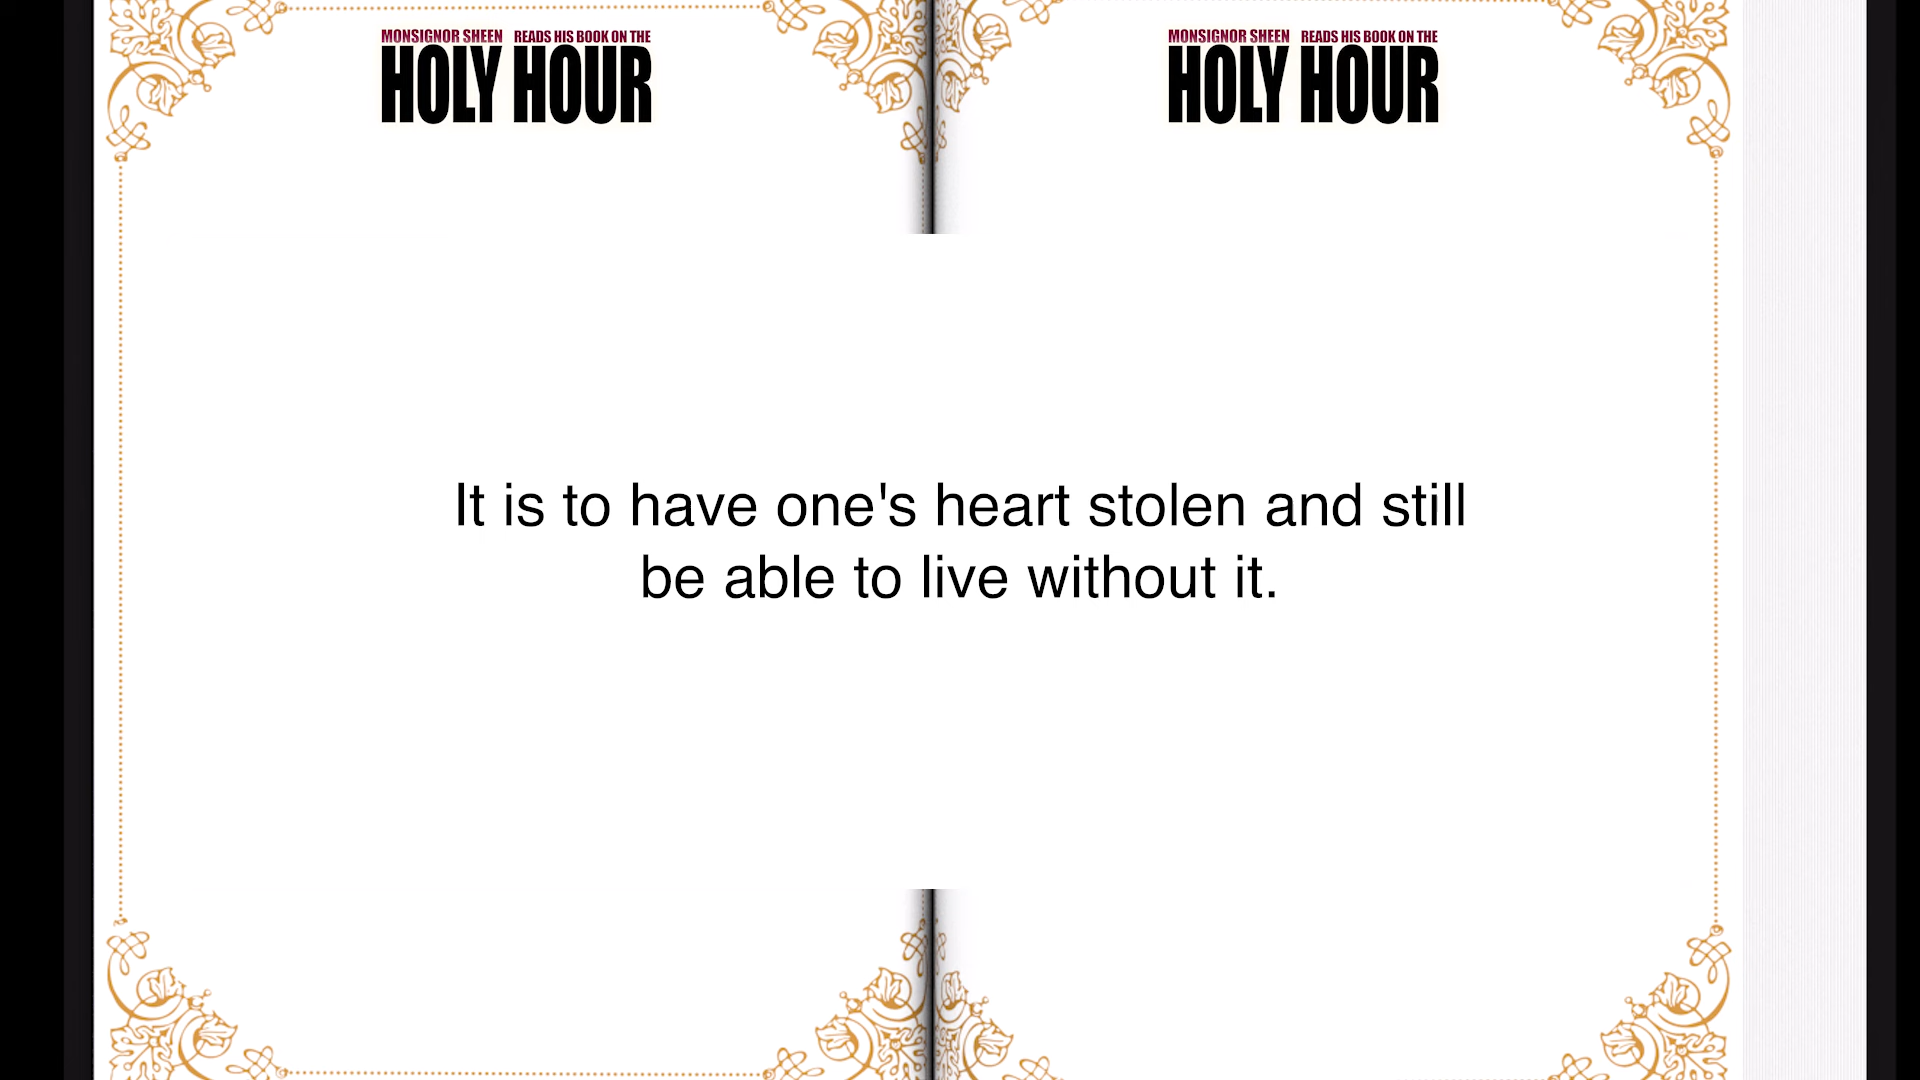 MONSIGNOR SHEEN READS HIS BOOK ON THE
HOLY HOUR
MONSIGNOR SHEEN READS HIS BOOK ON THE
HOLY HOUR
It is to have one's heart stolen and still
be able to live without it.